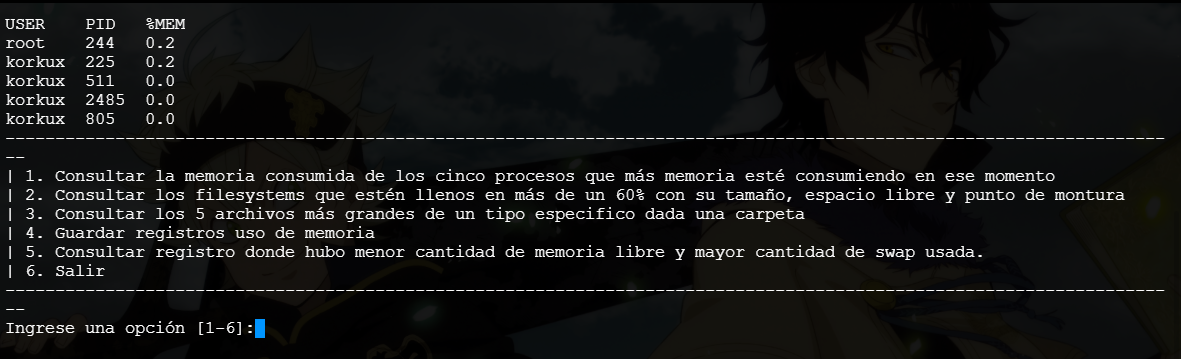 USER    PID   %MEM
root    244   0.2
korkux  225   0.2
korkux  511   0.0
korkux  2485  0.0
korkux  805   0.0
--------------------------------------------------------------------------------------------------------------------
--
| 1. Consultar la memoria consumida de los cinco procesos que más memoria esté consumiendo en ese momento
| 2. Consultar los filesystems que estén llenos en más de un 60% con su tamaño, espacio libre y punto de montura
| 3. Consultar los 5 archivos más grandes de un tipo especifico dada una carpeta
| 4. Guardar registros uso de memoria
| 5. Consultar registro donde hubo menor cantidad de memoria libre y mayor cantidad de swap usada.
| 6. Salir
--------------------------------------------------------------------------------------------------------------------
--
Ingrese una opción [1-6]: